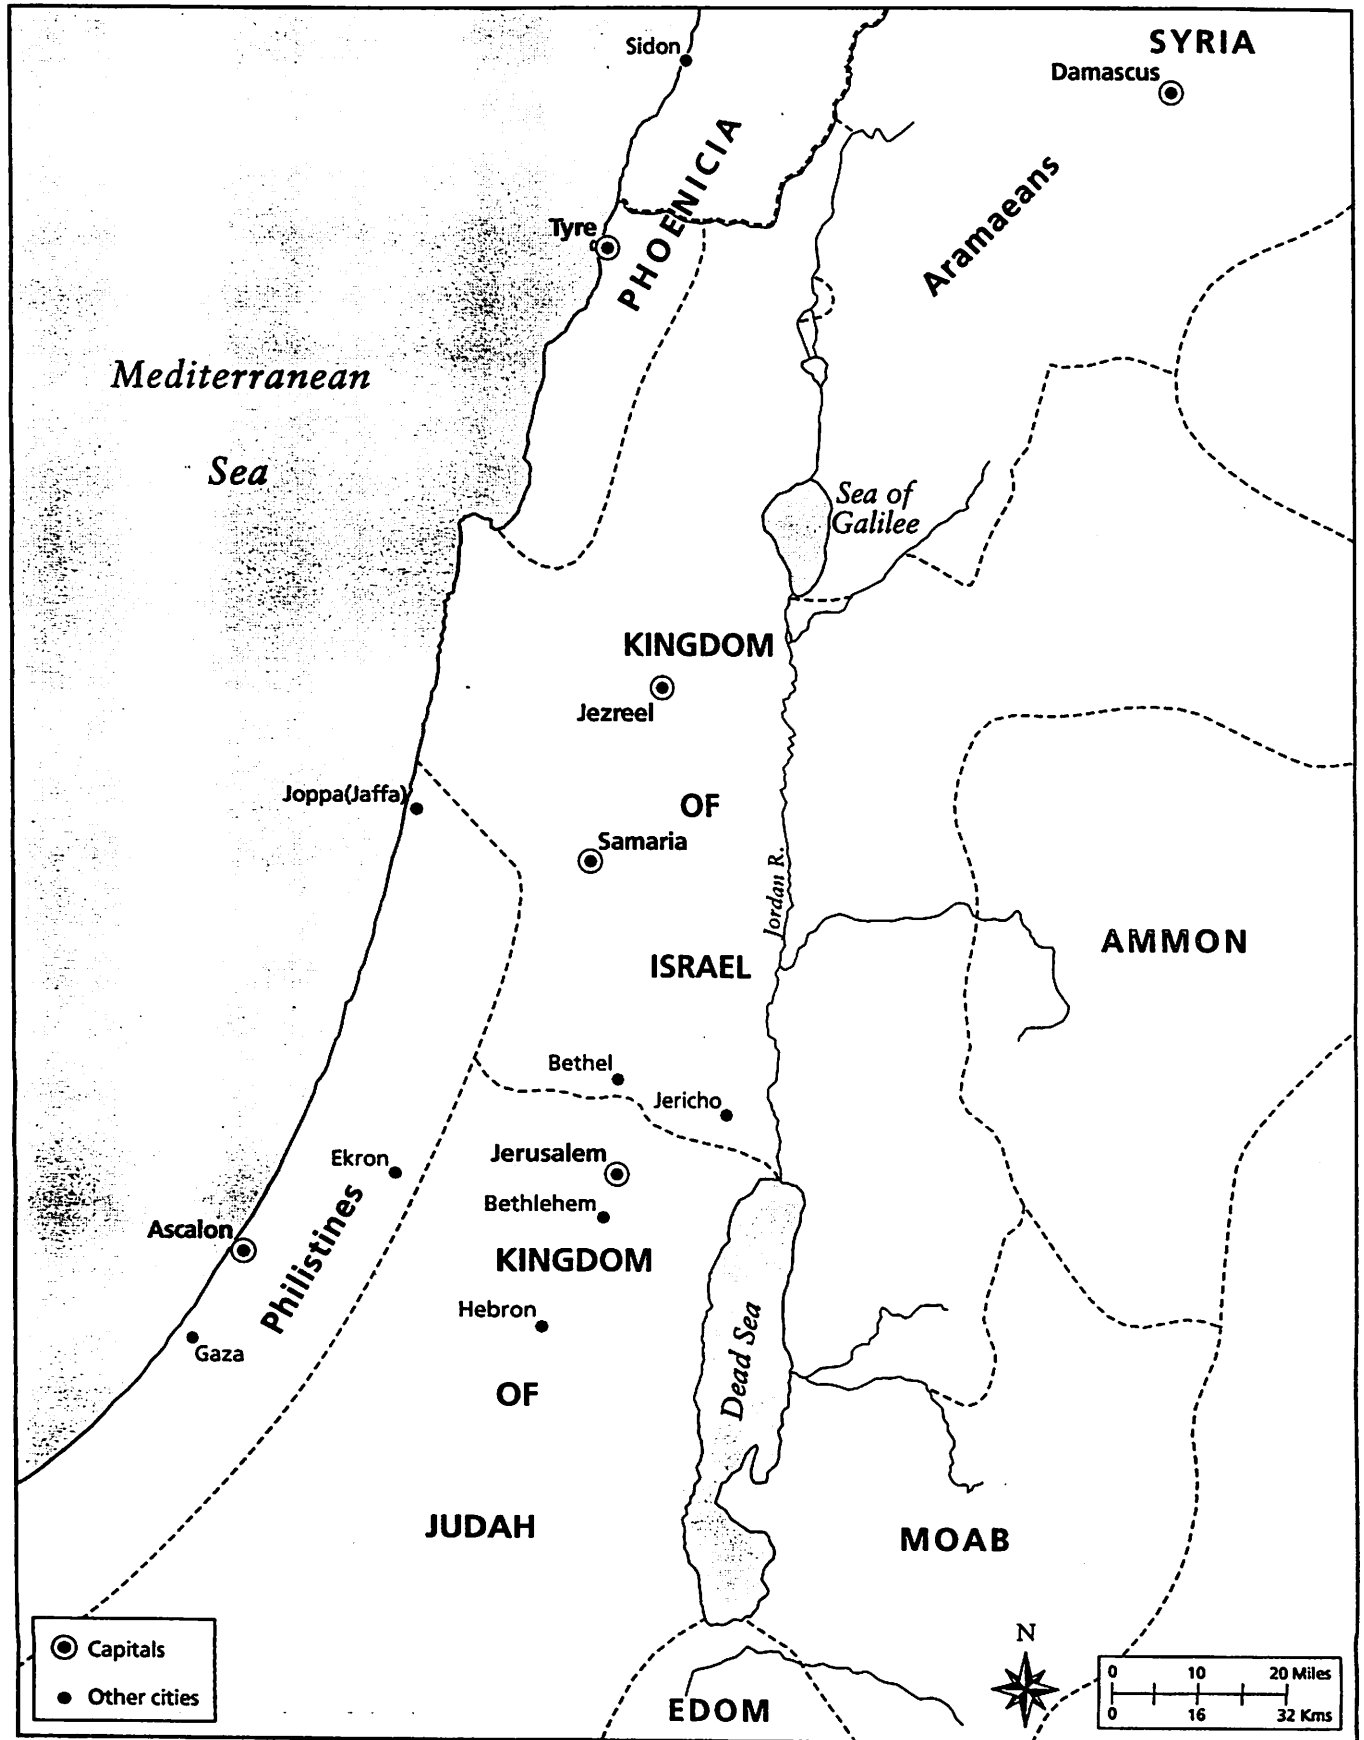 Sidon
SYRIA
Damascus
PHOENICIA
Aramaeans
Tyre
Mediterranean
Sea
Sea of
Galilee
KINGDOM
Jezreel
Joppa(Jaffa)
OF
Samaria
Jordan R.
ISRAEL
AMMON
Bethel
Jericho
Ekron
Jerusalem
Bethlehem
Ascalon
Philistines
KINGDOM
Hebron
Gaza
Dead Sea
OF
JUDAH
MOAB
EDOM
Capitals
Other cities
N
0 10 20 Miles
0 16 32 Kms